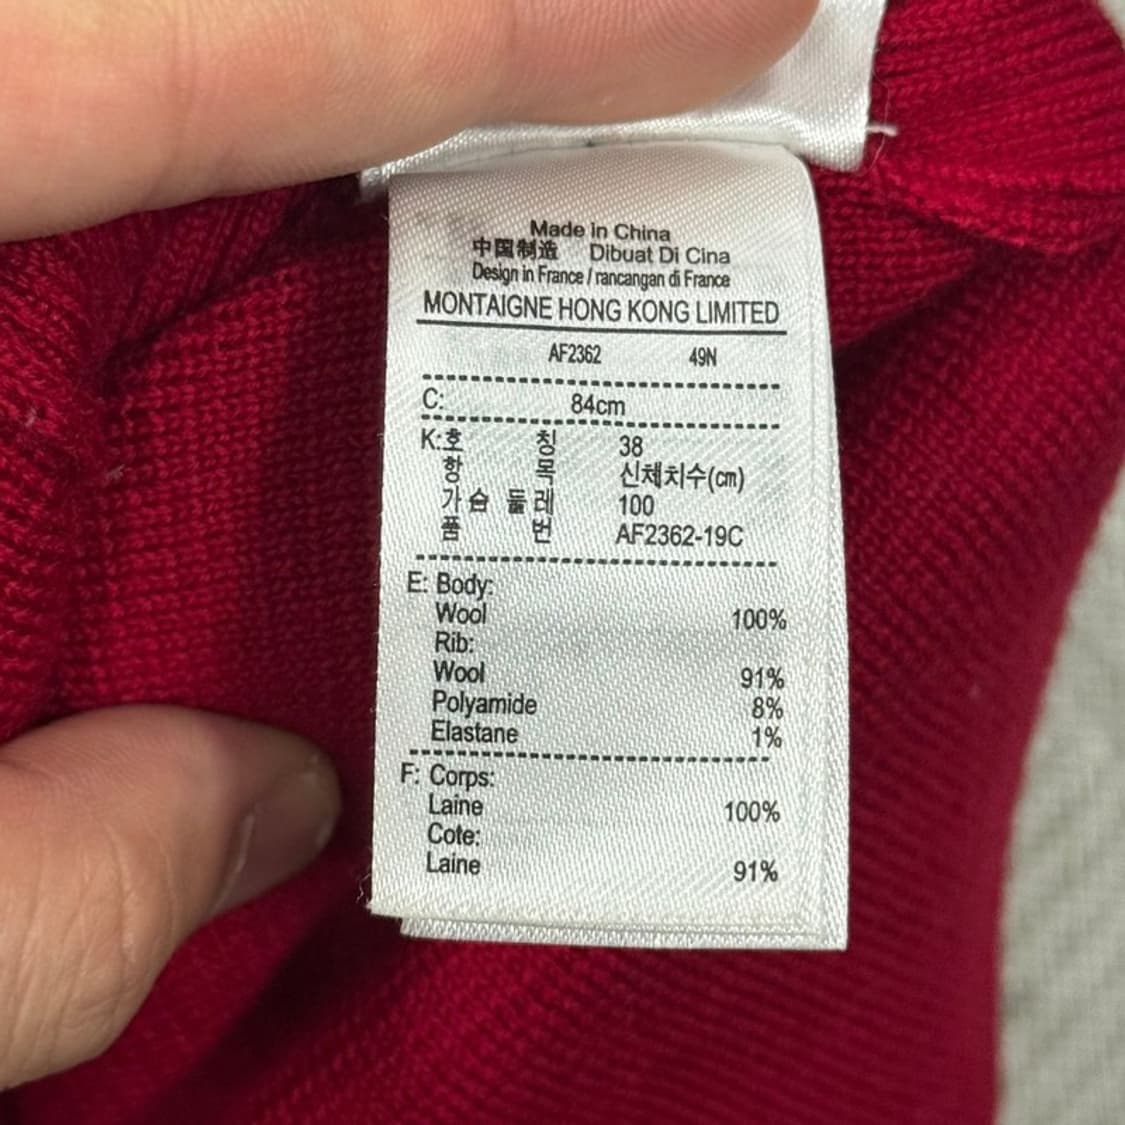 Made in China
中国制造 Dibuat Di Cina
Design in France / rancangan di France
MONTAIGNE HONG KONG LIMITED
AF2362 49N
C: 84cm
K:호 칭 38
항 목 신체치수(㎝)
가 슴 둘 레 100
품 번 AF2362-19C
E: Body:
Wool 100%
Rib:
Wool 91%
Polyamide 8%
Elastane 1%
F: Corps:
Laine 100%
Cote:
Laine 91%